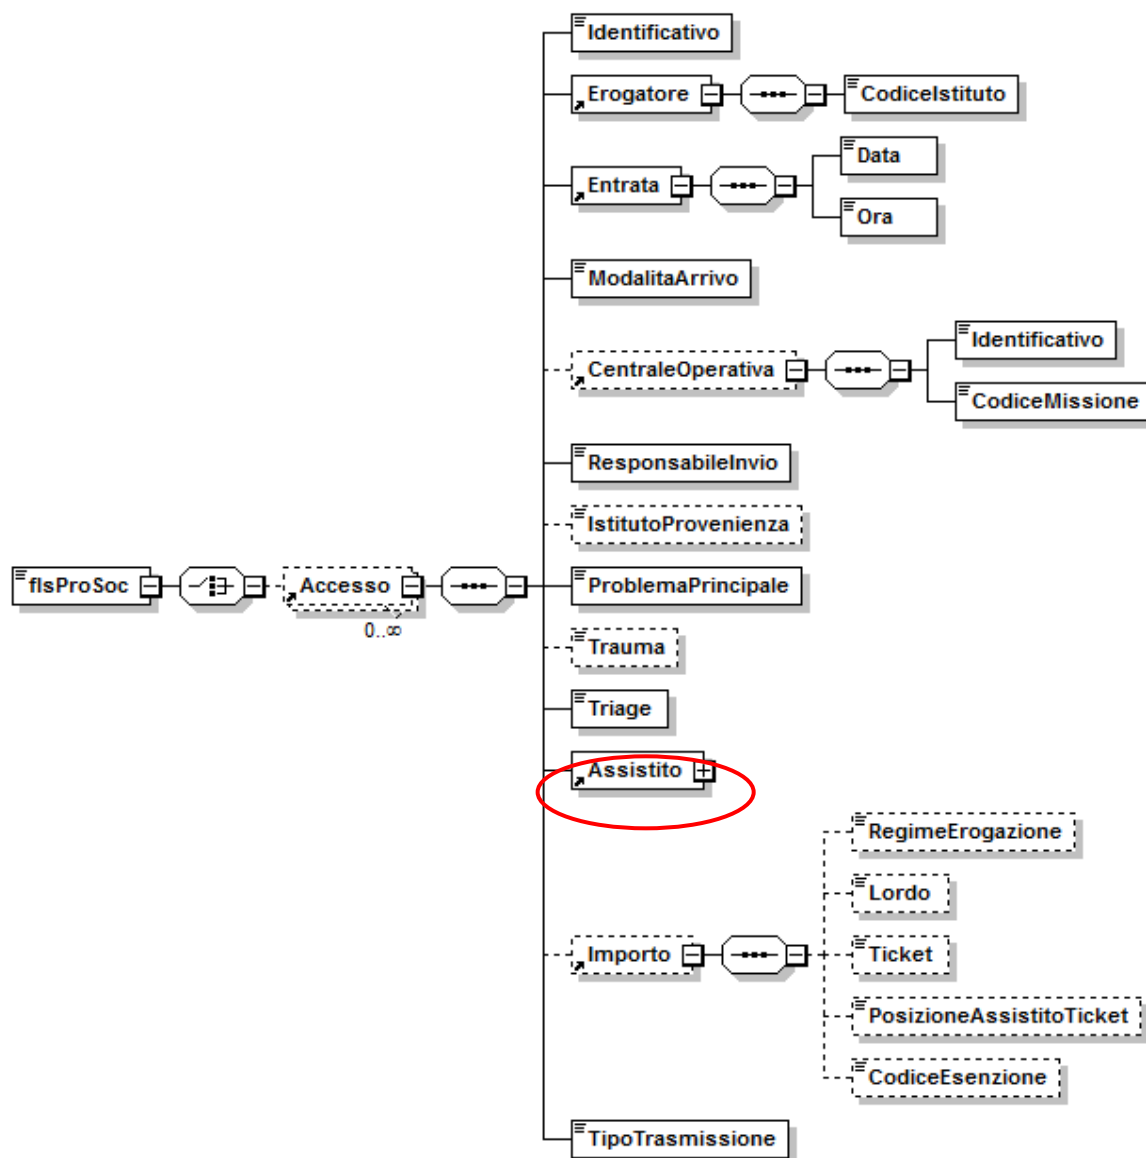 Identificativo
Erogatore
CodiceIstituto
Entrata
Data
Ora
ModalitaArrivo
CentraleOperativa
Identificativo
CodiceMissione
ResponsabileInvio
IstitutoProvenienza
flsProSoc
Accesso
0..∞
ProblemaPrincipale
Trauma
Triage
Assistito
Importo
RegimeErogazione
Lordo
Ticket
PosizioneAssistitoTicket
CodiceEsenzione
TipoTrasmissione